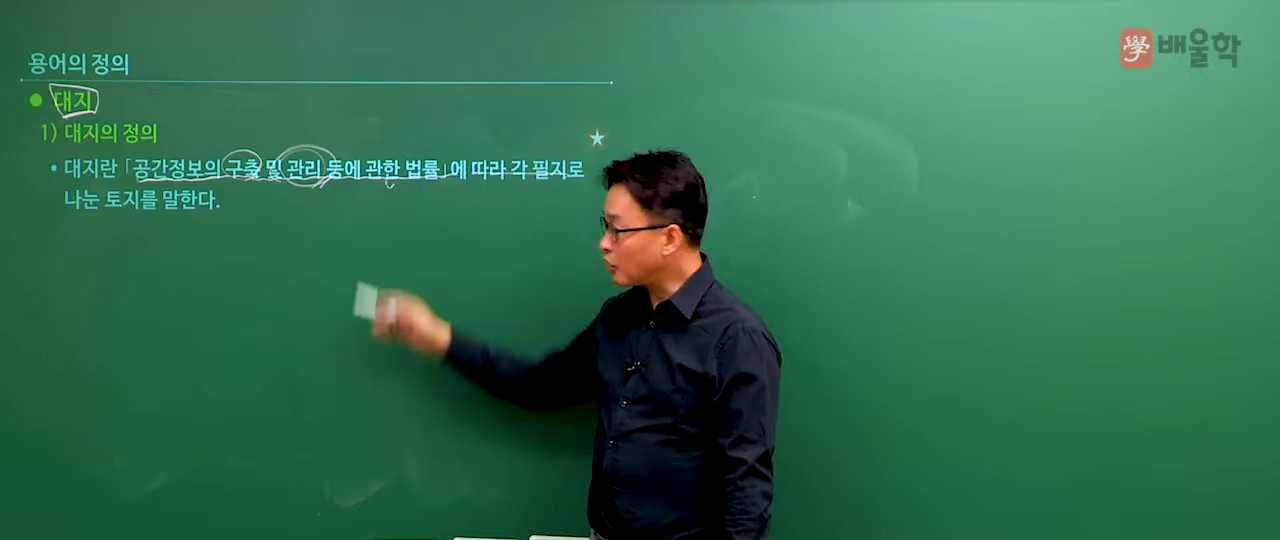 용어의 정의
學 배울학
● 대지
1) 대지의 정의
• 대지란 「공간정보의 구축 및 관리 등에 관한 법률」에 따라 각 필지로
나눈 토지를 말한다.